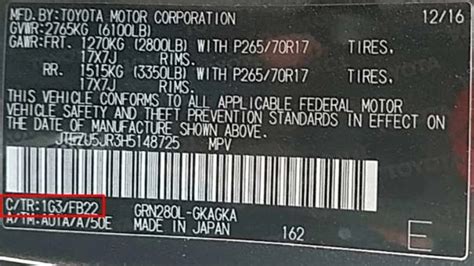 MFD.BY:TOYOTA MOTOR CORPORATION 12/16
GVWR:2765KG (6100LB)
GAWR:FRT. 1270KG (2800LB) WITH P265/70R17 TIRES,
17X7J RIMS.
RR. 1515KG (3350LB) WITH P265/70R17 TIRES,
17X7J RIMS.
THIS VEHICLE CONFORMS TO ALL APPLICABLE FEDERAL MOTOR
VEHICLE SAFETY AND THEFT PREVENTION STANDARDS IN EFFECT ON
THE DATE OF MANUFACTURE SHOWN ABOVE.
MPV
C/TR:1G3/FB22 GRN280L-GKAGKA
A/TM:A01A/A750E MADE IN JAPAN 162 E